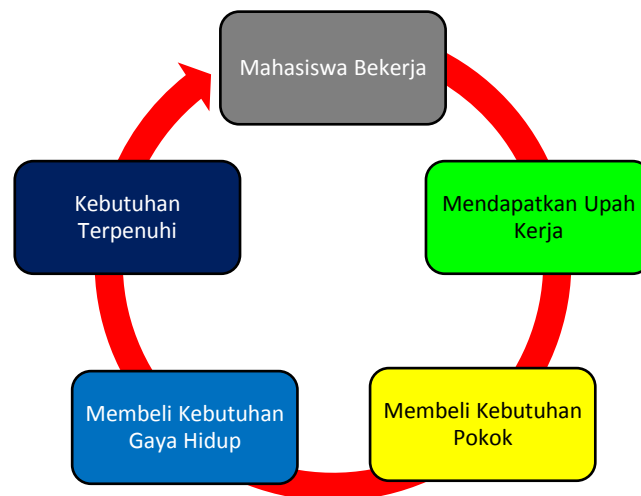 Mahasiswa Bekerja
Mendapatkan Upah
Kerja
Membeli Kebutuhan
Pokok
Membeli Kebutuhan
Gaya Hidup
Kebutuhan
Terpenuhi